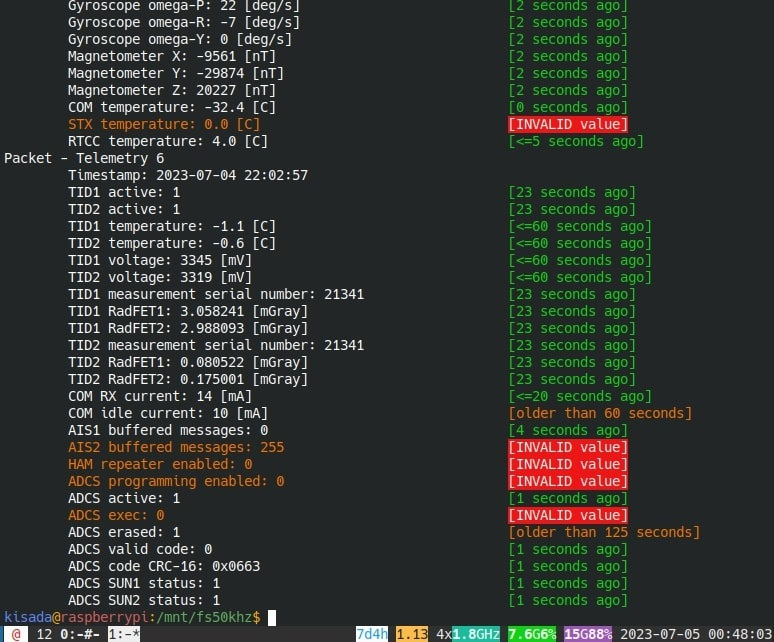 Gyroscope omega-P: 22 [deg/s] [2 seconds ago]
Gyroscope omega-R: -7 [deg/s] [2 seconds ago]
Gyroscope omega-Y: 0 [deg/s] [2 seconds ago]
Magnetometer X: -9561 [nT] [2 seconds ago]
Magnetometer Y: -29874 [nT] [2 seconds ago]
Magnetometer Z: 20227 [nT] [2 seconds ago]
COM temperature: -32.4 [C] [0 seconds ago]
STX temperature: 0.0 [C] [INVALID value]
RTCC temperature: 4.0 [C] [<=5 seconds ago]
Packet - Telemetry 6
Timestamp: 2023-07-04 22:02:57
TID1 active: 1 [23 seconds ago]
TID2 active: 1 [23 seconds ago]
TID1 temperature: -1.1 [C] [<=60 seconds ago]
TID2 temperature: -0.6 [C] [<=60 seconds ago]
TID1 voltage: 3345 [mV] [<=60 seconds ago]
TID2 voltage: 3319 [mV] [<=60 seconds ago]
TID1 measurement serial number: 21341 [23 seconds ago]
TID1 RadFET1: 3.058241 [mGray] [23 seconds ago]
TID1 RadFET2: 2.988093 [mGray] [23 seconds ago]
TID2 measurement serial number: 21341 [23 seconds ago]
TID2 RadFET1: 0.080522 [mGray] [23 seconds ago]
TID2 RadFET2: 0.175001 [mGray] [23 seconds ago]
COM RX current: 14 [mA] [<=20 seconds ago]
COM idle current: 10 [mA] [older than 60 seconds]
AIS1 buffered messages: 0 [4 seconds ago]
AIS2 buffered messages: 255 [INVALID value]
HAM repeater enabled: 0 [INVALID value]
ADCS programming enabled: 0 [INVALID value]
ADCS active: 1 [1 seconds ago]
ADCS exec: 0 [INVALID value]
ADCS erased: 1 [older than 125 seconds]
ADCS valid code: 0 [1 seconds ago]
ADCS code CRC-16: 0x0663 [1 seconds ago]
ADCS SUN1 status: 1 [1 seconds ago]
ADCS SUN2 status: 1 [1 seconds ago]
kisada@raspberrypi:/mnt/fs50khz$
@ 12 0:-#- 1:-* 7d4h 1.13 4x1.8GHz 7.6G6% 15G88% 2023-07-05 00:48:03